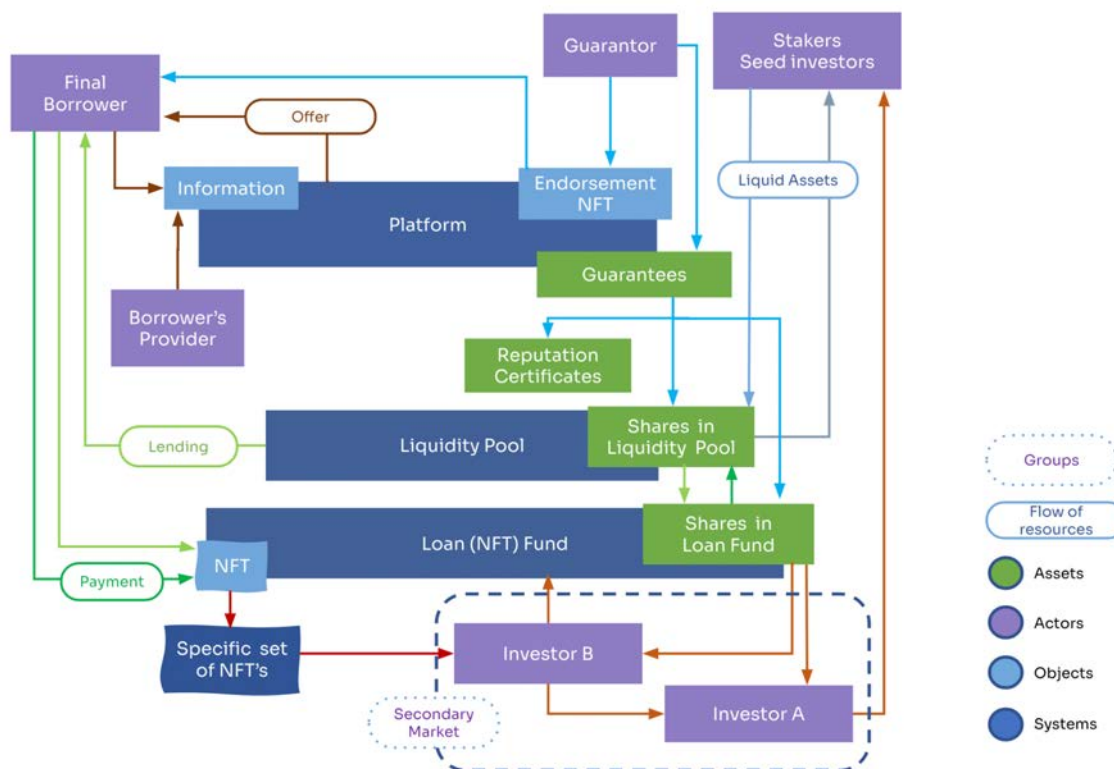 Guarantor
Stakers
Seed investors
Final
Borrower
Offer
Information
Endorsement
NFT
Liquid Assets
Platform
Guarantees
Borrower's
Provider
Reputation
Certificates
Lending
Liquidity Pool
Shares in
Liquidity Pool
Groups
Flow of
resources
Loan (NFT) Fund
Shares in
Loan Fund
NFT
Payment
Assets
Specific set
of NFT's
Investor B
Actors
Objects
Secondary
Market
Investor A
Systems